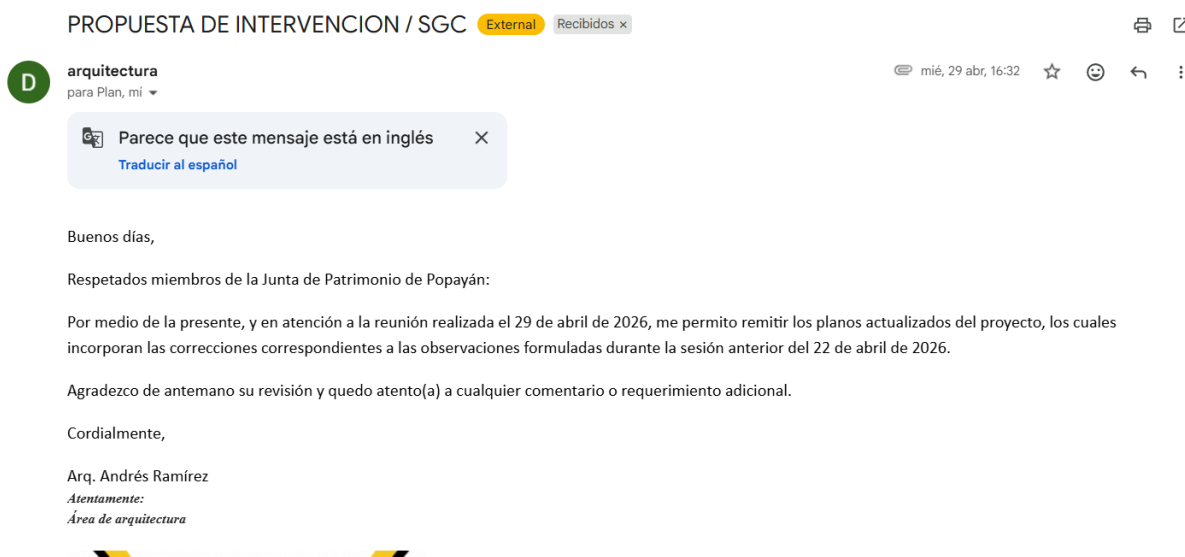 PROPUESTA DE INTERVENCION / SGC External Recibidos ×
arquitectura mié, 29 abr, 16:32
D
para Plan, mí
Parece que este mensaje está en inglés
Traducir al español
Buenos días,
Respetados miembros de la Junta de Patrimonio de Popayán:
Por medio de la presente, y en atención a la reunión realizada el 29 de abril de 2026, me permito remitir los planos actualizados del proyecto, los cuales
incorporan las correcciones correspondientes a las observaciones formuladas durante la sesión anterior del 22 de abril de 2026.
Agradezco de antemano su revisión y quedo atento(a) a cualquier comentario o requerimiento adicional.
Cordialmente,
Arq. Andrés Ramírez
Atentamente:
Área de arquitectura